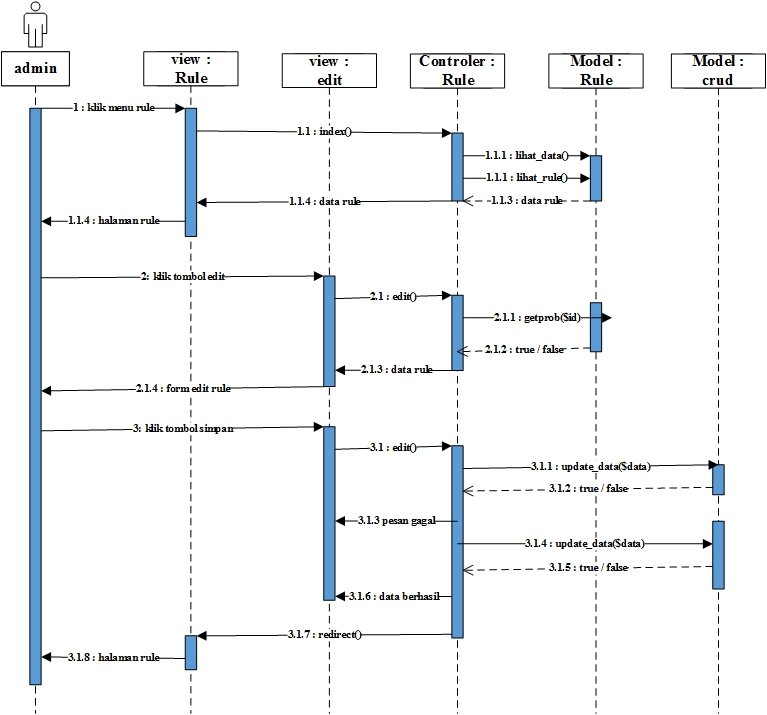 admin
view :
Rule
view :
edit
Controler :
Rule
Model :
Rule
Model :
crud
1 : klik menu rule
1.1 : index()
1.1.1 : lihat_data()
1.1.1 : lihat_rule()
1.1.3 : data rule
1.1.4 : data rule
1.1.4 : halaman rule
2: klik tombol edit
2.1 : edit()
2.1.1 : getprob($id)
2.1.2 : true / false
2.1.3 : data rule
2.1.4 : form edit rule
3: klik tombol simpan
3.1 : edit()
3.1.1 : update_data($data)
3.1.2 : true / false
3.1.3 pesan gagal
3.1.4 : update_data($data)
3.1.5 : true / false
3.1.6 : data berhasil
3.1.7 : redirect()
3.1.8 : halaman rule